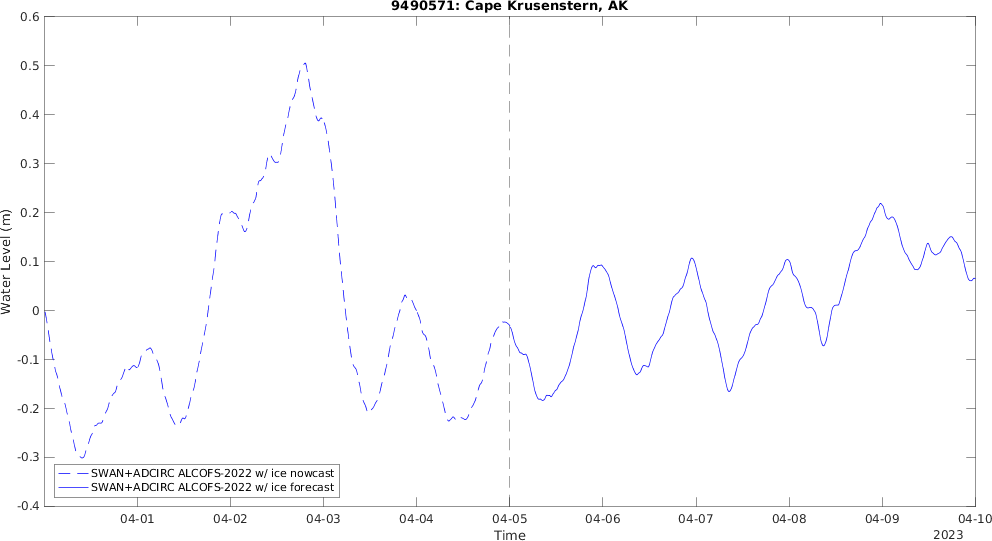 9490571: Cape Krusenstern, AK
0.6
0.5
0.4
0.3
0.2
0.1
0
-0.1
-0.2
-0.3
-0.4
Water Level (m)
SWAN+ADCIRC ALCOFS-2022 w/ ice nowcast
SWAN+ADCIRC ALCOFS-2022 w/ ice forecast
04-01 04-02 04-03 04-04 04-05 04-06 04-07 04-08 04-09 04-10
Time
2023